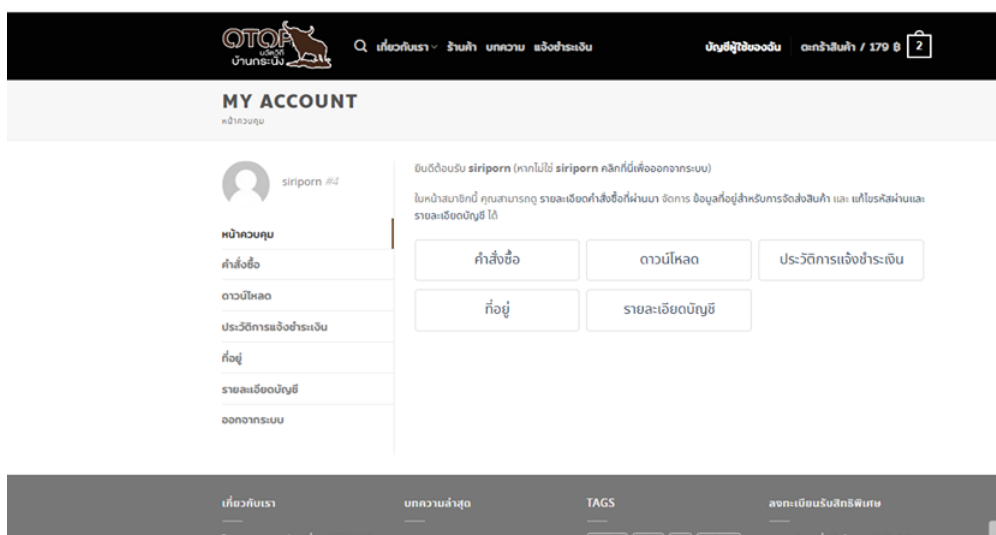 OTOP
นวัตวิถี
บ้านกระนัง
เกี่ยวกับเรา ร้านค้า บทความ แจ้งชำระเงิน
บัญชีผู้ใช้ของฉัน ตะกร้าสินค้า / 179 ฿ 2
MY ACCOUNT
หน้าควบคุม
siriporn #4
ยินดีต้อนรับ siriporn (หากไม่ใช่ siriporn คลิกที่นี่เพื่อออกจากระบบ)
ในหน้าสมาชิกนี้ คุณสามารถดู รายละเอียดคำสั่งซื้อที่ผ่านมา จัดการ ข้อมูลที่อยู่สำหรับการจัดส่งสินค้า และ แก้ไขรหัสผ่านและ
รายละเอียดบัญชี ได้
หน้าควบคุม
คำสั่งซื้อ
ดาวน์โหลด
ประวัติการแจ้งชำระเงิน
ที่อยู่
รายละเอียดบัญชี
ออกจากระบบ
คำสั่งซื้อ ดาวน์โหลด ประวัติการแจ้งชำระเงิน
ที่อยู่ รายละเอียดบัญชี
เกี่ยวกับเรา บทความล่าสุด TAGS ลงทะเบียนรับสิทธิพิเศษ